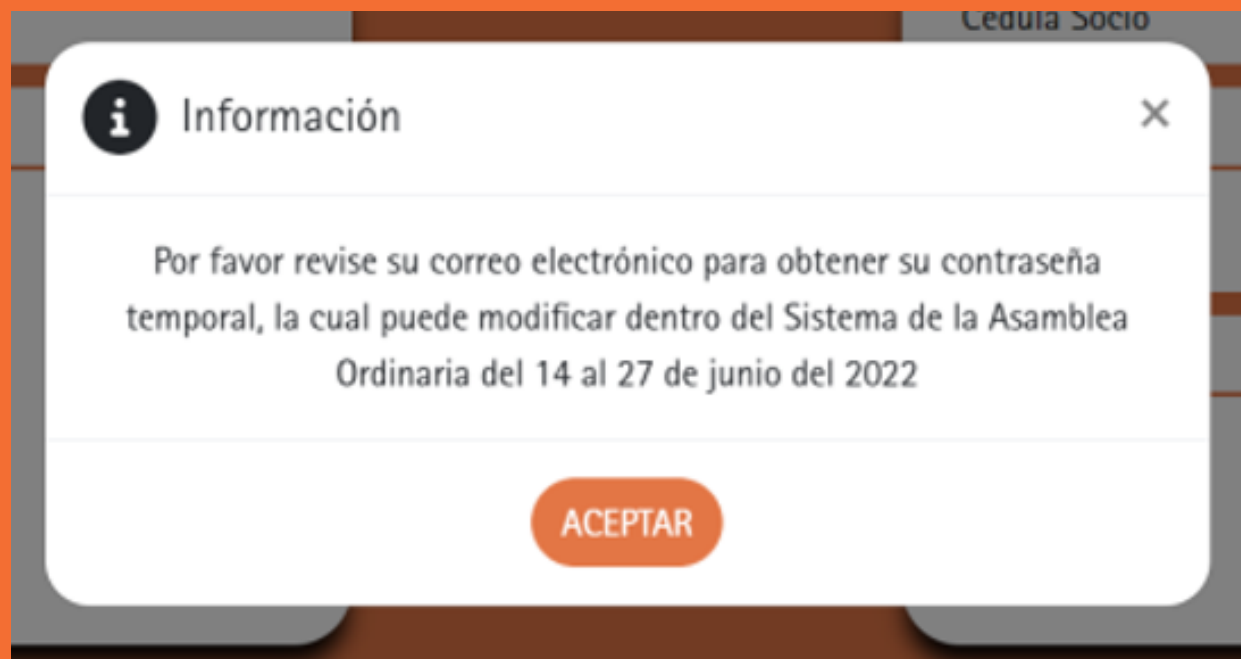 Cédula Socio
Información
Por favor revise su correo electrónico para obtener su contraseña
temporal, la cual puede modificar dentro del Sistema de la Asamblea
Ordinaria del 14 al 27 de junio del 2022
ACEPTAR